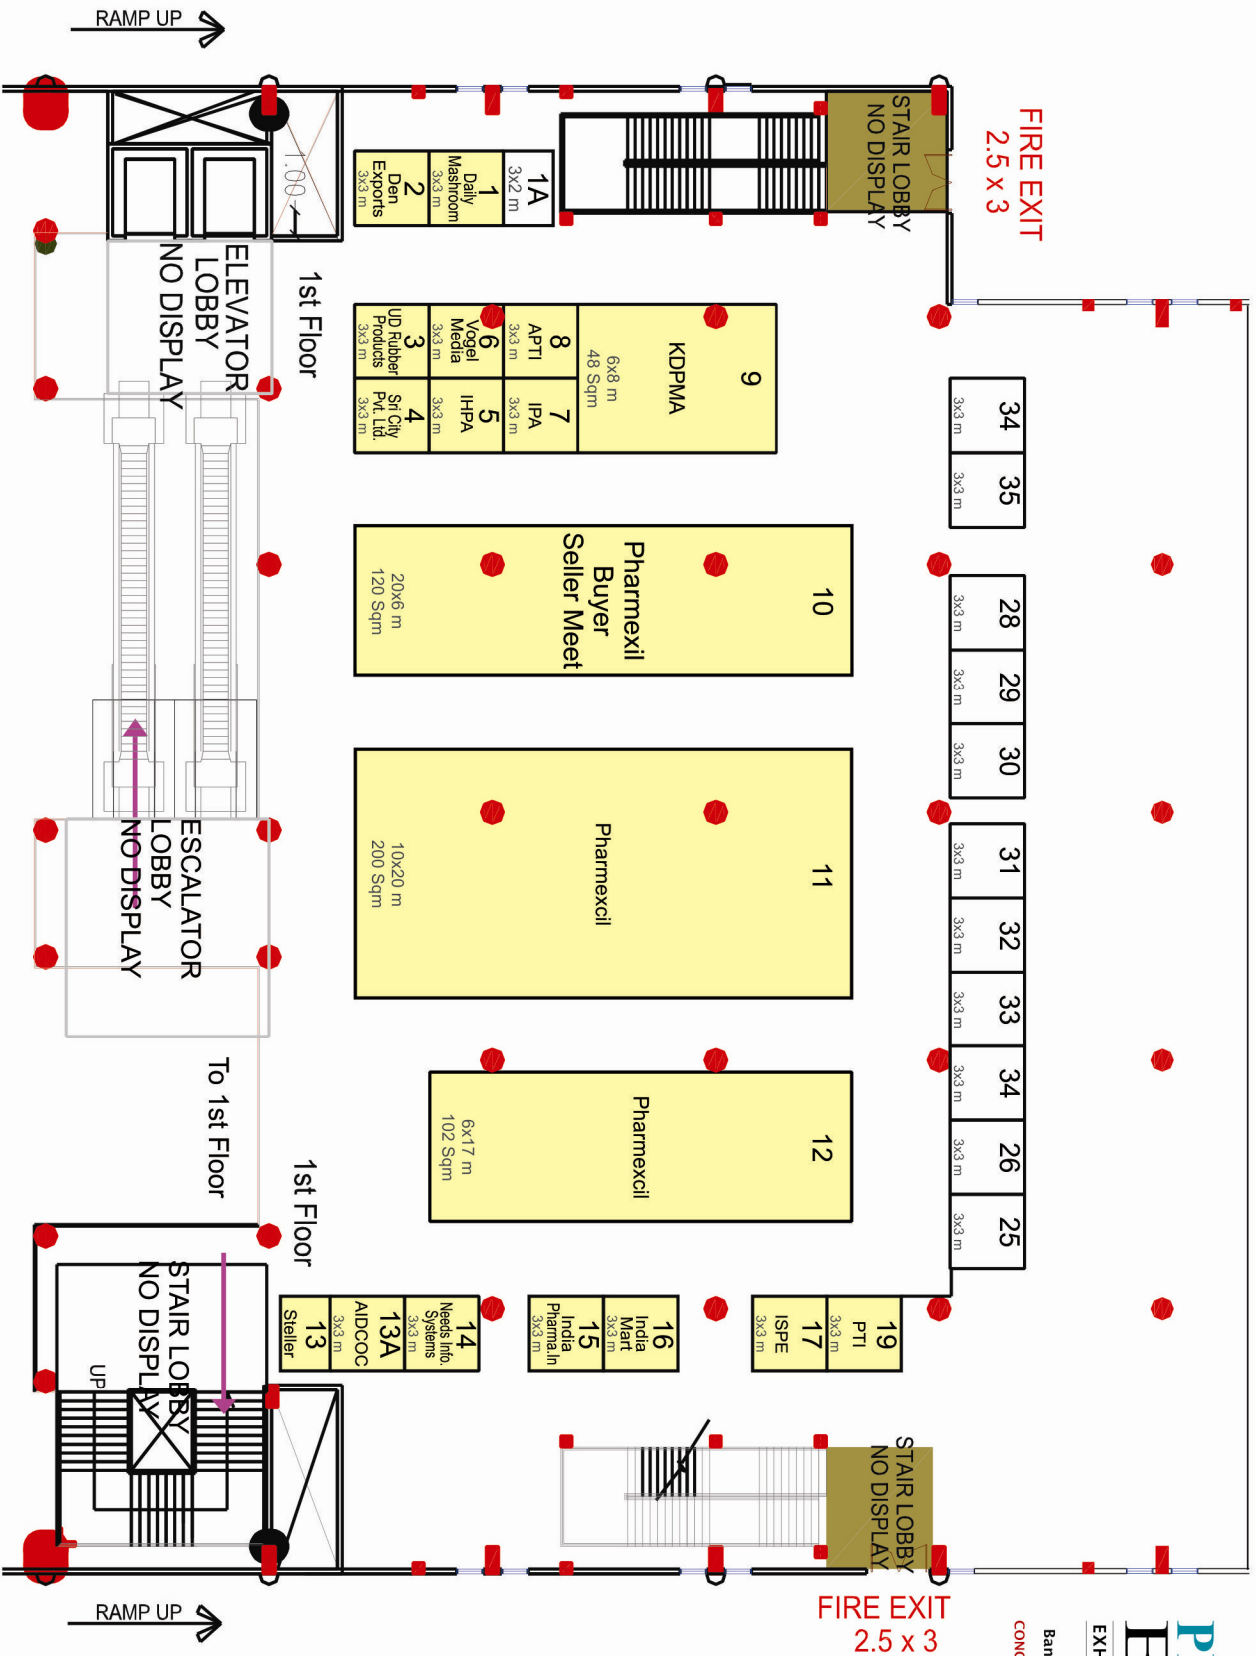 RAMP UP
FIRE EXIT
2.5 x 3
STAIR LOBBY
NO DISPLAY
1.00
1A
3x2 m
1
Daily
Mashroom
3x3 m
2
Den
Exports
3x3 m
ELEVATOR
LOBBY
NO DISPLAY
1st Floor
9
KDPMA
6x8 m
48 Sqm
8
APTI
3x3 m
6
Vogel
Media
3x3 m
3
UD Rubber
Products
3x3 m
7
IPA
3x3 m
5
IHPA
3x3 m
4
Sri City
Pvt. Ltd.
3x3 m
34
3x3 m
35
3x3 m
10
Pharmexil
Buyer
Seller Meet
20x6 m
120 Sqm
28
3x3 m
29
3x3 m
30
3x3 m
11
Pharmexcil
10x20 m
200 Sqm
31
3x3 m
32
3x3 m
33
3x3 m
34
3x3 m
26
3x3 m
25
3x3 m
ESCALATOR
LOBBY
NO DISPLAY
12
Pharmexcil
6x17 m
102 Sqm
To 1st Floor
1st Floor
STAIR LOBBY
NO DISPLAY
UP
13
Steller
13A
AIDCOC
3x3 m
14
Needs Info.
Systems
3x3 m
15
India
Pharma.In
3x3 m
16
India
Mart
3x3 m
17
ISPE
3x3 m
19
PTI
3x3 m
STAIR LOBBY
NO DISPLAY
FIRE EXIT
2.5 x 3
RAMP UP
P
E
EXH
Ban
CONC